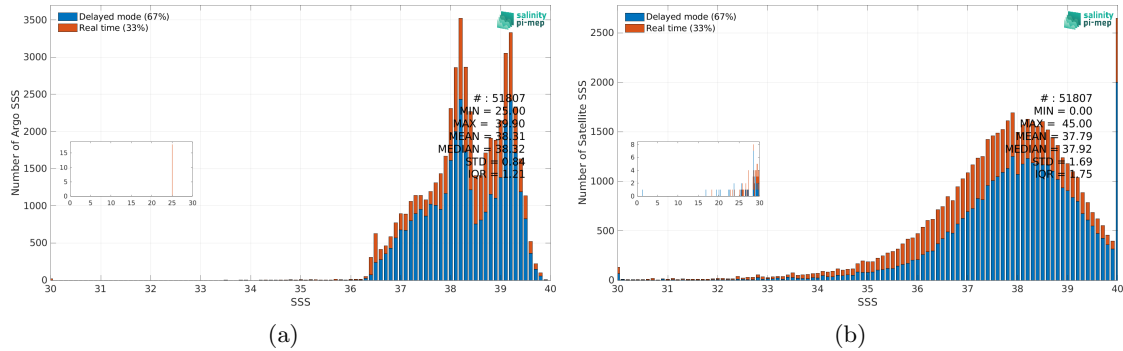 Delayed mode (67%)
Real time (33%)
salinity
pi-mep
Number of Argo SSS
3500
3000
2500
2000
1500
1000
500
0
# : 51807
MIN = 25.00
MAX = 39.90
MEAN = 38.31
MEDIAN = 38.32
STD = 0.84
IQR = 1.21
15
10
5
0
5 10 15 20 25 30
30 31 32 33 34 35 36 37 38 39 40
SSS
(a)
Delayed mode (67%)
Real time (33%)
salinity
pi-mep
Number of Satellite SSS
2500
2000
1500
1000
500
0
# : 51807
MIN = 0.00
MAX = 45.00
MEAN = 37.79
MEDIAN = 37.92
STD = 1.69
IQR = 1.75
8
6
4
2
0
0 5 10 15 20 25 30
30 31 32 33 34 35 36 37 38 39 40
SSS
(b)